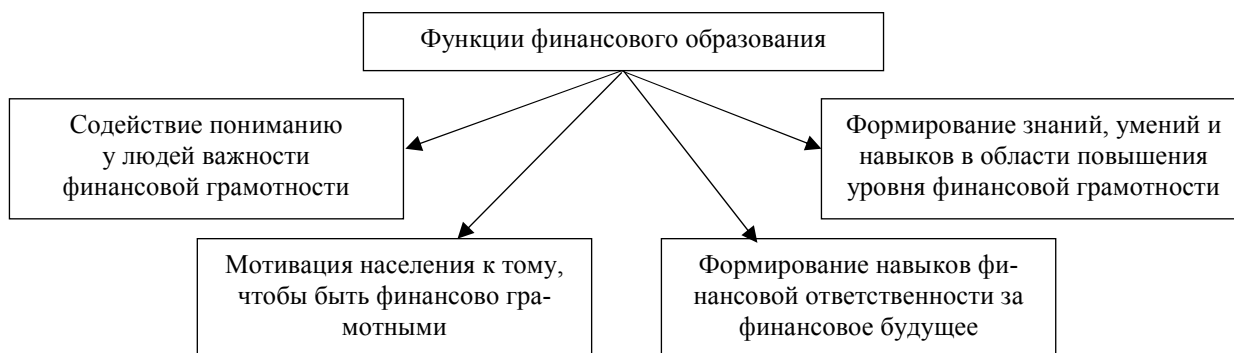 Функции финансового образования
Содействие пониманию
у людей важности
финансовой грамотности
Формирование знаний, умений и
навыков в области повышения
уровня финансовой грамотности
Мотивация населения к тому,
чтобы быть финансово гра-
мотными
Формирование навыков фи-
нансовой ответственности за
финансовое будущее